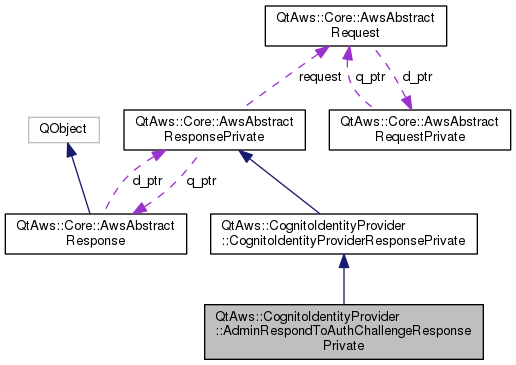 QtAws::Core::AwsAbstract
Request
request
q_ptr
d_ptr
QObject
QtAws::Core::AwsAbstract
ResponsePrivate
QtAws::Core::AwsAbstract
RequestPrivate
d_ptr
q_ptr
QtAws::Core::AwsAbstract
Response
QtAws::CognitoIdentityProvider
::CognitoIdentityProviderResponsePrivate
QtAws::CognitoIdentityProvider
::AdminRespondToAuthChallengeResponse
Private